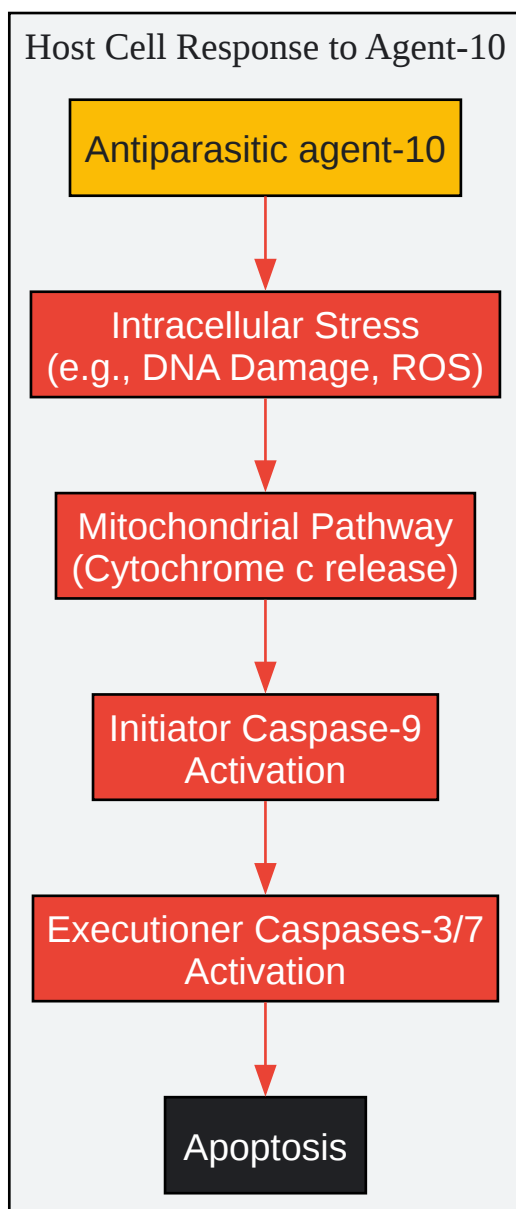 Host Cell Response to Agent-10
Antiparasitic agent-10
Intracellular Stress
(e.g., DNA Damage, ROS)
Mitochondrial Pathway
(Cytochrome c release)
Initiator Caspase-9
Activation
Executioner Caspases-3/7
Activation
Apoptosis